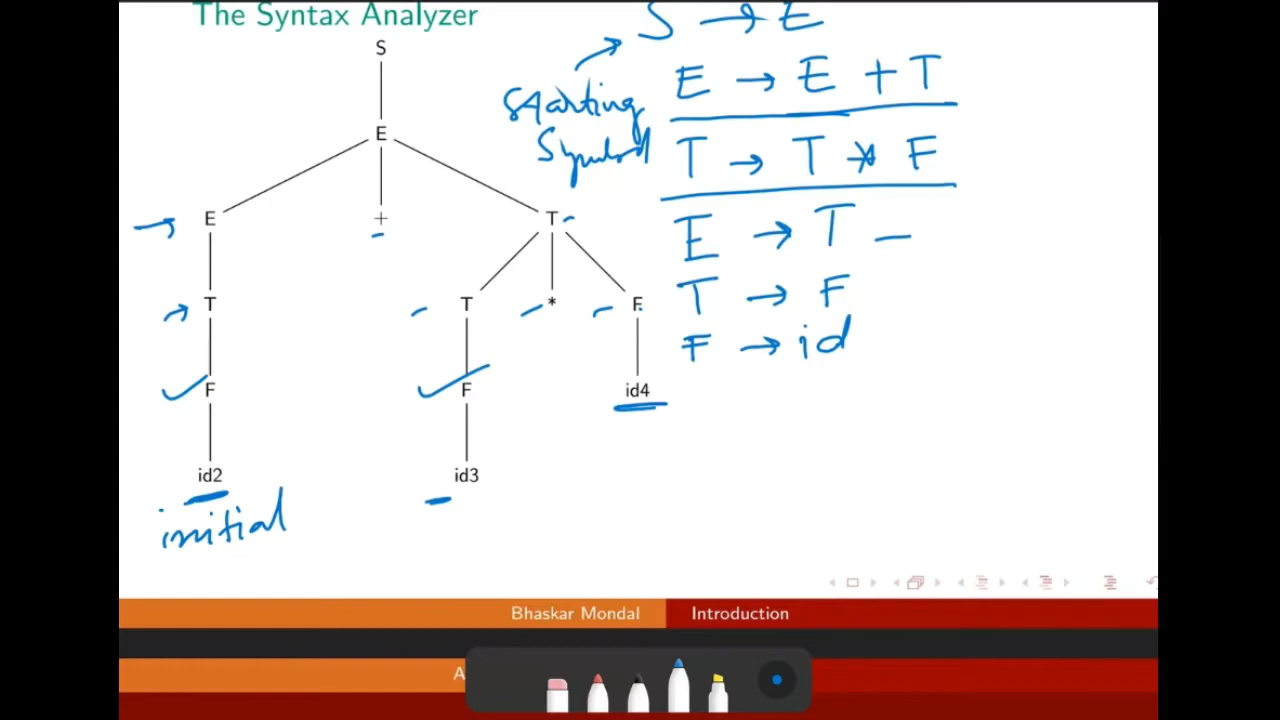 The Syntax Analyzer
S → E
Starting
Symbol
E → E + T
T → T * F
E → T
T → F
F → id
S
E
E + T
T T * F
F F id4
id2 id3
initial
Bhaskar Mondal Introduction
A